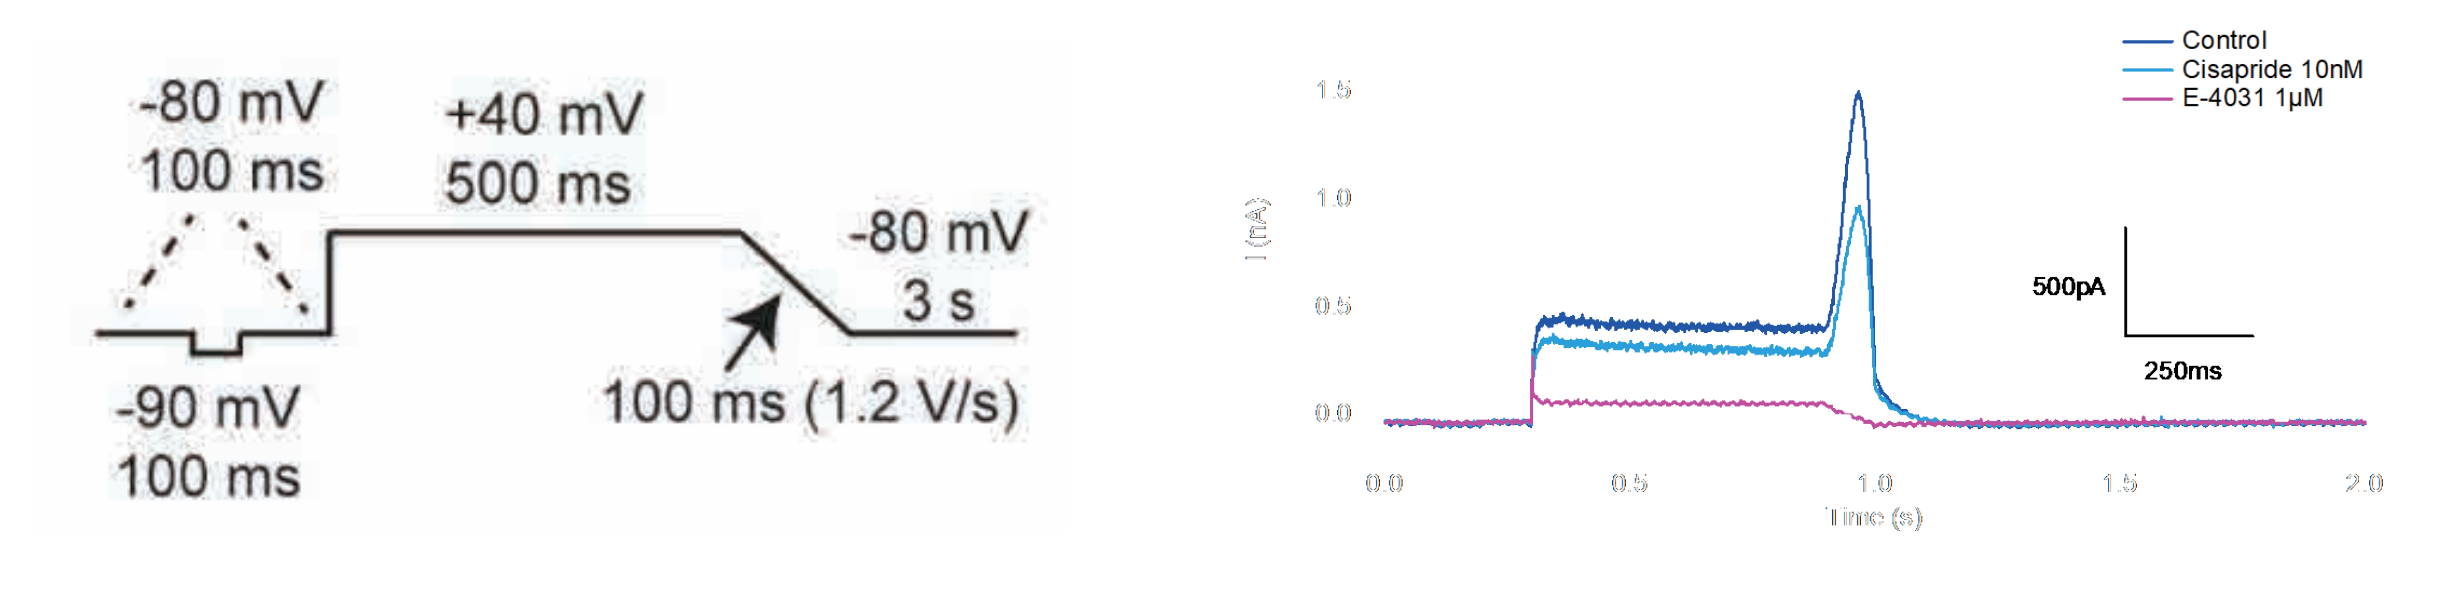 -80 mV
100 ms
+40 mV
500 ms
-80 mV
3 s
100 ms (1.2 V/s)
-90 mV
100 ms
Control
Cisapride 10nM
E-4031 1µM
1.5
1.0
0.5
0.0
I (nA)
500pA
250ms
0.0
0.5
1.0
1.5
2.0
Time (s)